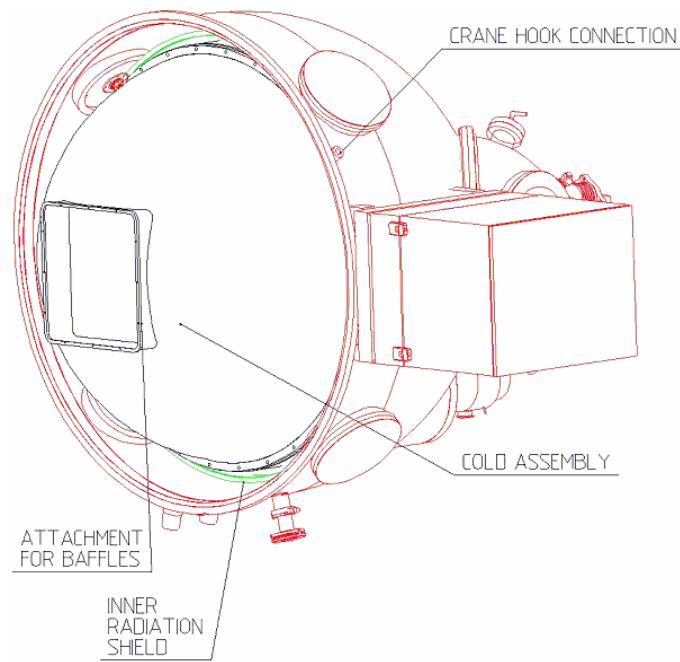 CRANE HOOK CONNECTION
COLD ASSEMBLY
ATTACHMENT
FOR BAFFLES
INNER
RADIATION
SHIELD